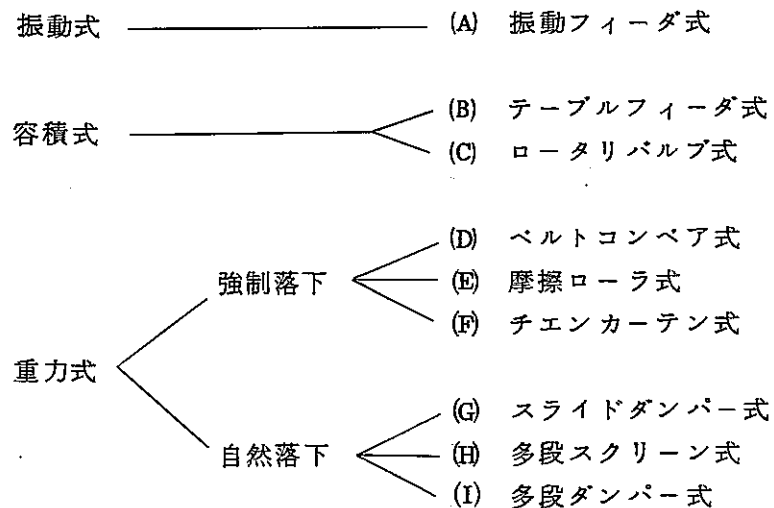 振動式 (A) 振動フィーダ式
(B) テーブルフィーダ式
容積式
(C) ロータリバルブ式
(D) ベルトコンベア式
強制落下 (E) 摩擦ローラ式
(F) チエンカーテン式
重力式
(G) スライドダンパー式
自然落下 (H) 多段スクリーン式
(I) 多段ダンパー式